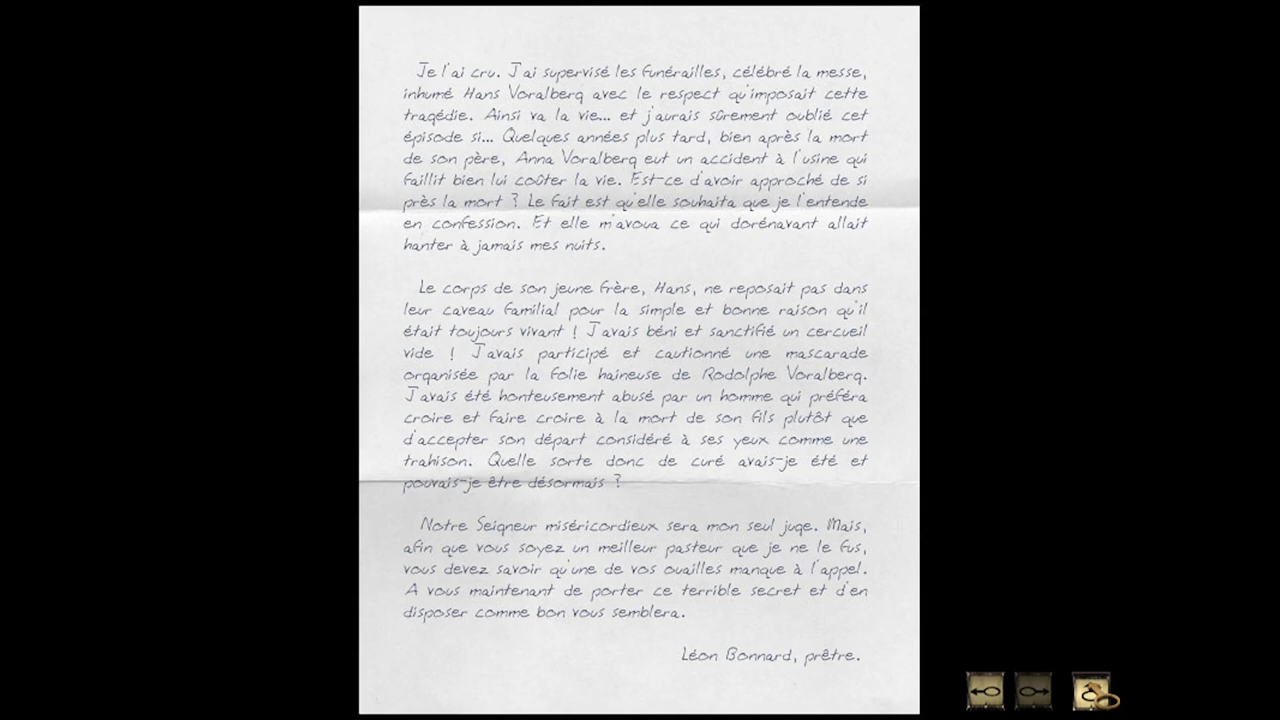 Je l'ai cru. J'ai supervisé les funérailles, célébré la messe,
inhumé Hans Voralberg avec le respect qu'imposait cette
tragédie. Ainsi va la vie... et j'aurais sûrement oublié cet
épisode si... Quelques années plus tard, bien après la mort
de son père, Anna Voralberg eut un accident à l'usine qui
faillit bien lui coûter la vie. Est-ce d'avoir approché de si
près la mort ? Le fait est qu'elle souhaita que je l'entende
en confession. Et elle m'avoua ce qui dorénavant allait
hanter à jamais mes nuits.
Le corps de son jeune frère, Hans, ne reposait pas dans
leur caveau familial pour la simple et bonne raison qu'il
était toujours vivant ! J'avais béni et sanctifié un cercueil
vide ! J'avais participé et cautionné une mascarade
organisée par la folie haineuse de Rodolphe Voralberg.
J'avais été honteusement abusé par un homme qui préféra
croire et faire croire à la mort de son fils plutôt que
d'accepter son départ considéré à ses yeux comme une
trahison. Quelle sorte donc de curé avais-je été et
pouvais-je être désormais ?
Notre Seigneur miséricordieux sera mon seul juge. Mais,
afin que vous soyez un meilleur pasteur que je ne le fus,
vous devez savoir qu'une de vos ouailles manque à l'appel.
A vous maintenant de porter ce terrible secret et d'en
disposer comme bon vous semblera.
Léon Bonnard, prêtre.